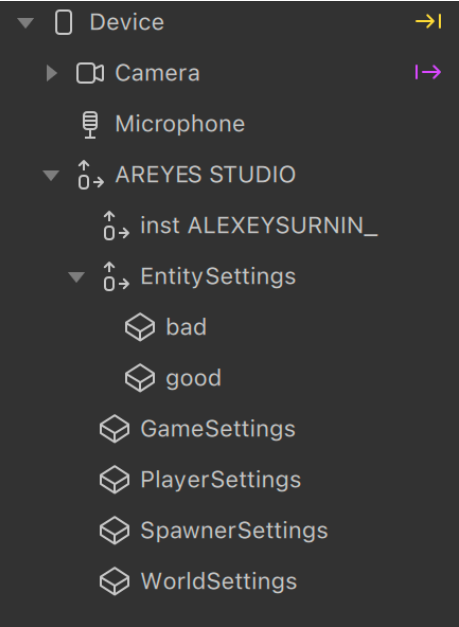 Device
Camera
Microphone
AREYES STUDIO
inst ALEXEYSURNIN_
EntitySettings
bad
good
GameSettings
PlayerSettings
SpawnerSettings
WorldSettings